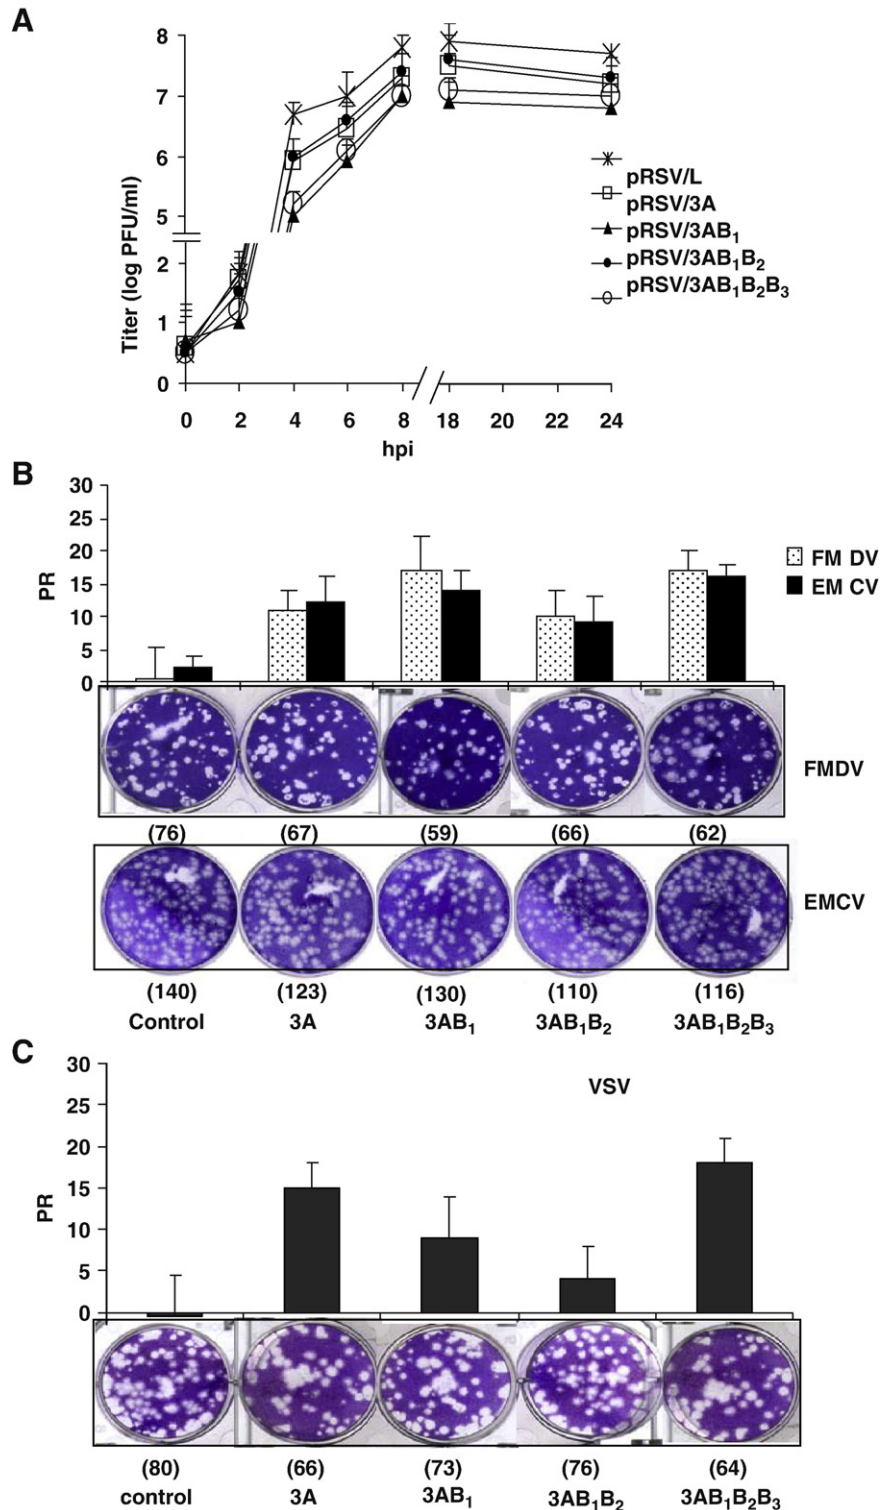 A
Titer (log PFU/ml)
8
7
6
5
2
1
0
0 2 4 6 8 18 20 22 24
hpi
pRSV/L
pRSV/3A
pRSV/3AB₁
pRSV/3AB₁B₂
pRSV/3AB₁B₂B₃
B
PR
30
25
20
15
10
5
0
FM DV
EM CV
FMDV
(76) (67) (59) (66) (62)
EMCV
(140) (123) (130) (110) (116)
Control 3A 3AB₁ 3AB₁B₂ 3AB₁B₂B₃
C
VSV
PR
30
25
20
15
10
5
0
(80) (66) (73) (76) (64)
control 3A 3AB₁ 3AB₁B₂ 3AB₁B₂B₃